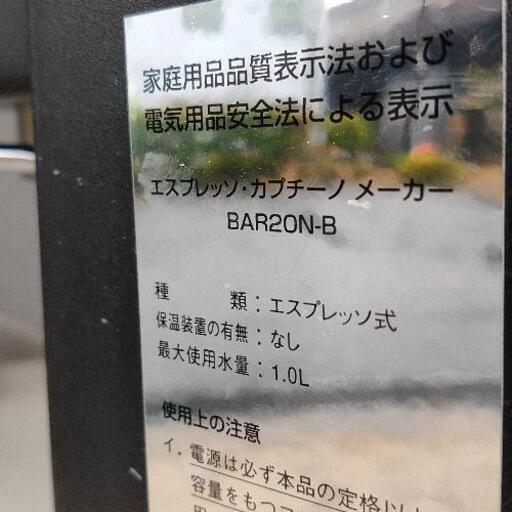 家庭用品品質表示法および
電気用品安全法による表示
エスプレッソ・カプチーノ メーカー
BAR20N-B
種　　類：エスプレッソ式
保温装置の有無：なし
最大使用水量：1.0L
使用上の注意
イ．電源は必ず本品の定格以上
容量をもつコ